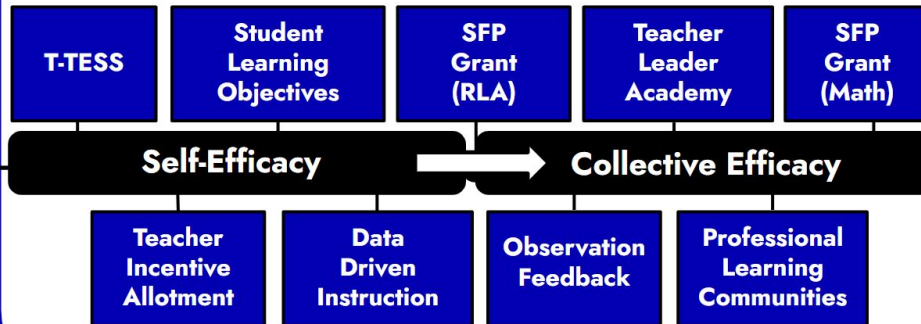 T-TESS
Student
Learning
Objectives
SFP
Grant
(RLA)
Teacher
Leader
Academy
SFP
Grant
(Math)
Self-Efficacy
Collective Efficacy
Teacher
Incentive
Allotment
Data
Driven
Instruction
Observation
Feedback
Professional
Learning
Communities